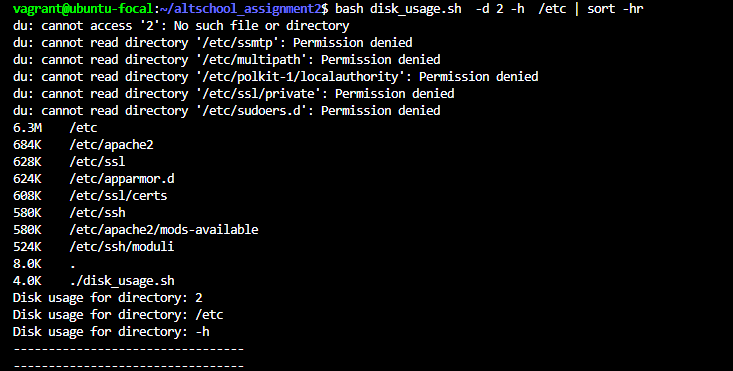 vagrant@ubuntu-focal:~/altschool_assignment2$ bash disk_usage.sh  -d 2 -h  /etc | sort -hr
du: cannot access '2': No such file or directory
du: cannot read directory '/etc/ssmtp': Permission denied
du: cannot read directory '/etc/multipath': Permission denied
du: cannot read directory '/etc/polkit-1/localauthority': Permission denied
du: cannot read directory '/etc/ssl/private': Permission denied
du: cannot read directory '/etc/sudoers.d': Permission denied
6.3M    /etc
684K    /etc/apache2
628K    /etc/ssl
624K    /etc/apparmor.d
608K    /etc/ssl/certs
580K    /etc/ssh
580K    /etc/apache2/mods-available
524K    /etc/ssh/moduli
8.0K    .
4.0K    ./disk_usage.sh
Disk usage for directory: 2
Disk usage for directory: /etc
Disk usage for directory: -h
---------------------------------
---------------------------------